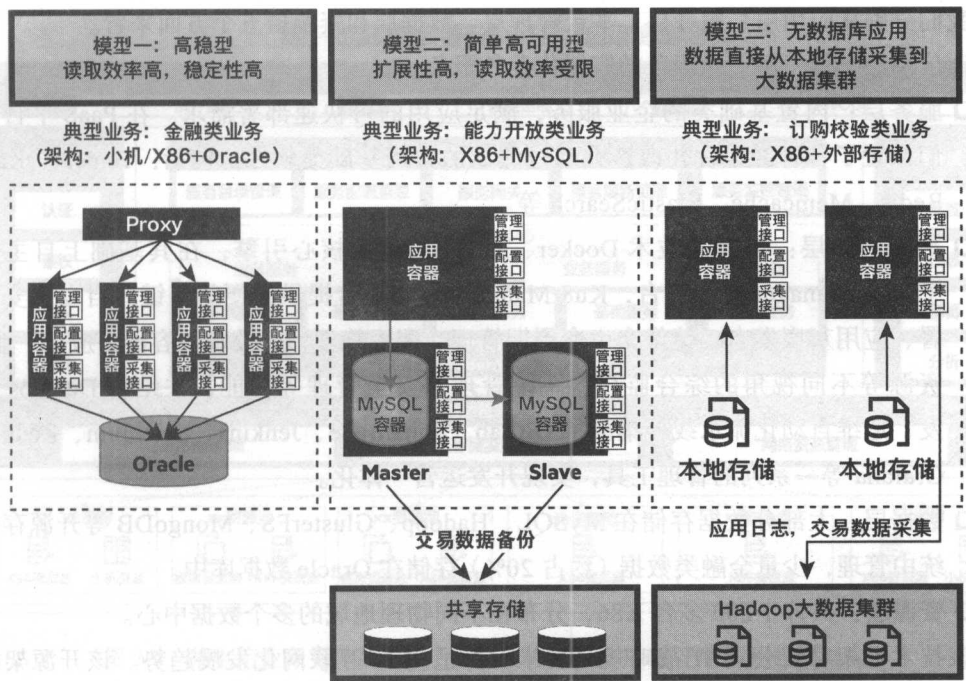 模型一：高稳型
读取效率高，稳定性高
模型二：简单高可用型
扩展性高，读取效率受限
模型三：无数据库应用
数据直接从本地存储采集到
大数据集群
典型业务：金融类业务
（架构：小机/X86+Oracle）
典型业务：能力开放类业务
（架构：X86+MySQL）
典型业务：订购校验类业务
（架构：X86+外部存储）
Proxy
应用容器
管理接口
配置接口
采集接口
应用容器
管理接口
配置接口
采集接口
应用容器
管理接口
配置接口
采集接口
应用容器
管理接口
配置接口
采集接口
Oracle
应用
容器
管理
接口
配置
接口
采集
接口
MySQL
容器
管理
接口
配置
接口
采集
接口
Master
MySQL
容器
管理
接口
配置
接口
采集
接口
Slave
交易数据备份
共享存储
应用
容器
管理
接口
配置
接口
采集
接口
应用
容器
管理
接口
配置
接口
采集
接口
本地存储
本地存储
应用日志，交易数据采集
Hadoop大数据集群